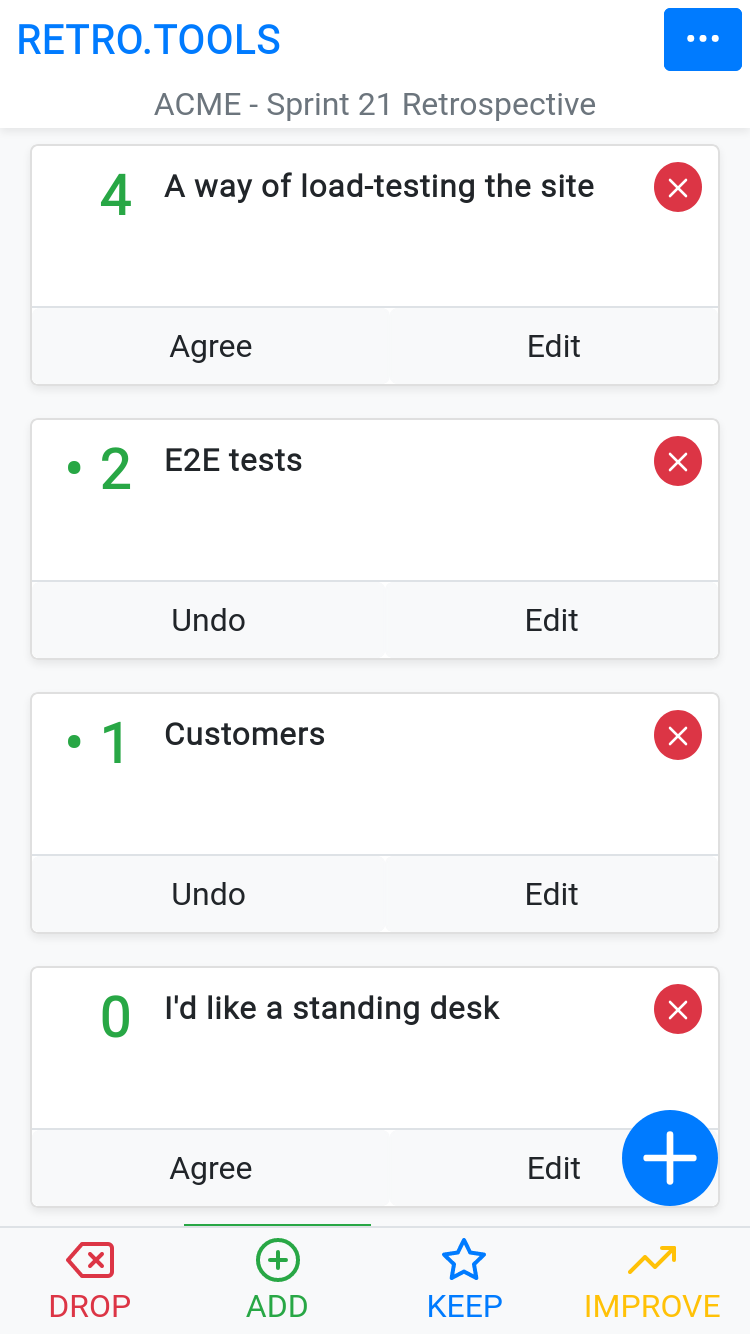 RETRO.TOOLS
ACME - Sprint 21 Retrospective
4 A way of load-testing the site
Agree Edit
• 2 E2E tests
Undo Edit
• 1 Customers
Undo Edit
0 I'd like a standing desk
Agree Edit
DROP ADD KEEP IMPROVE